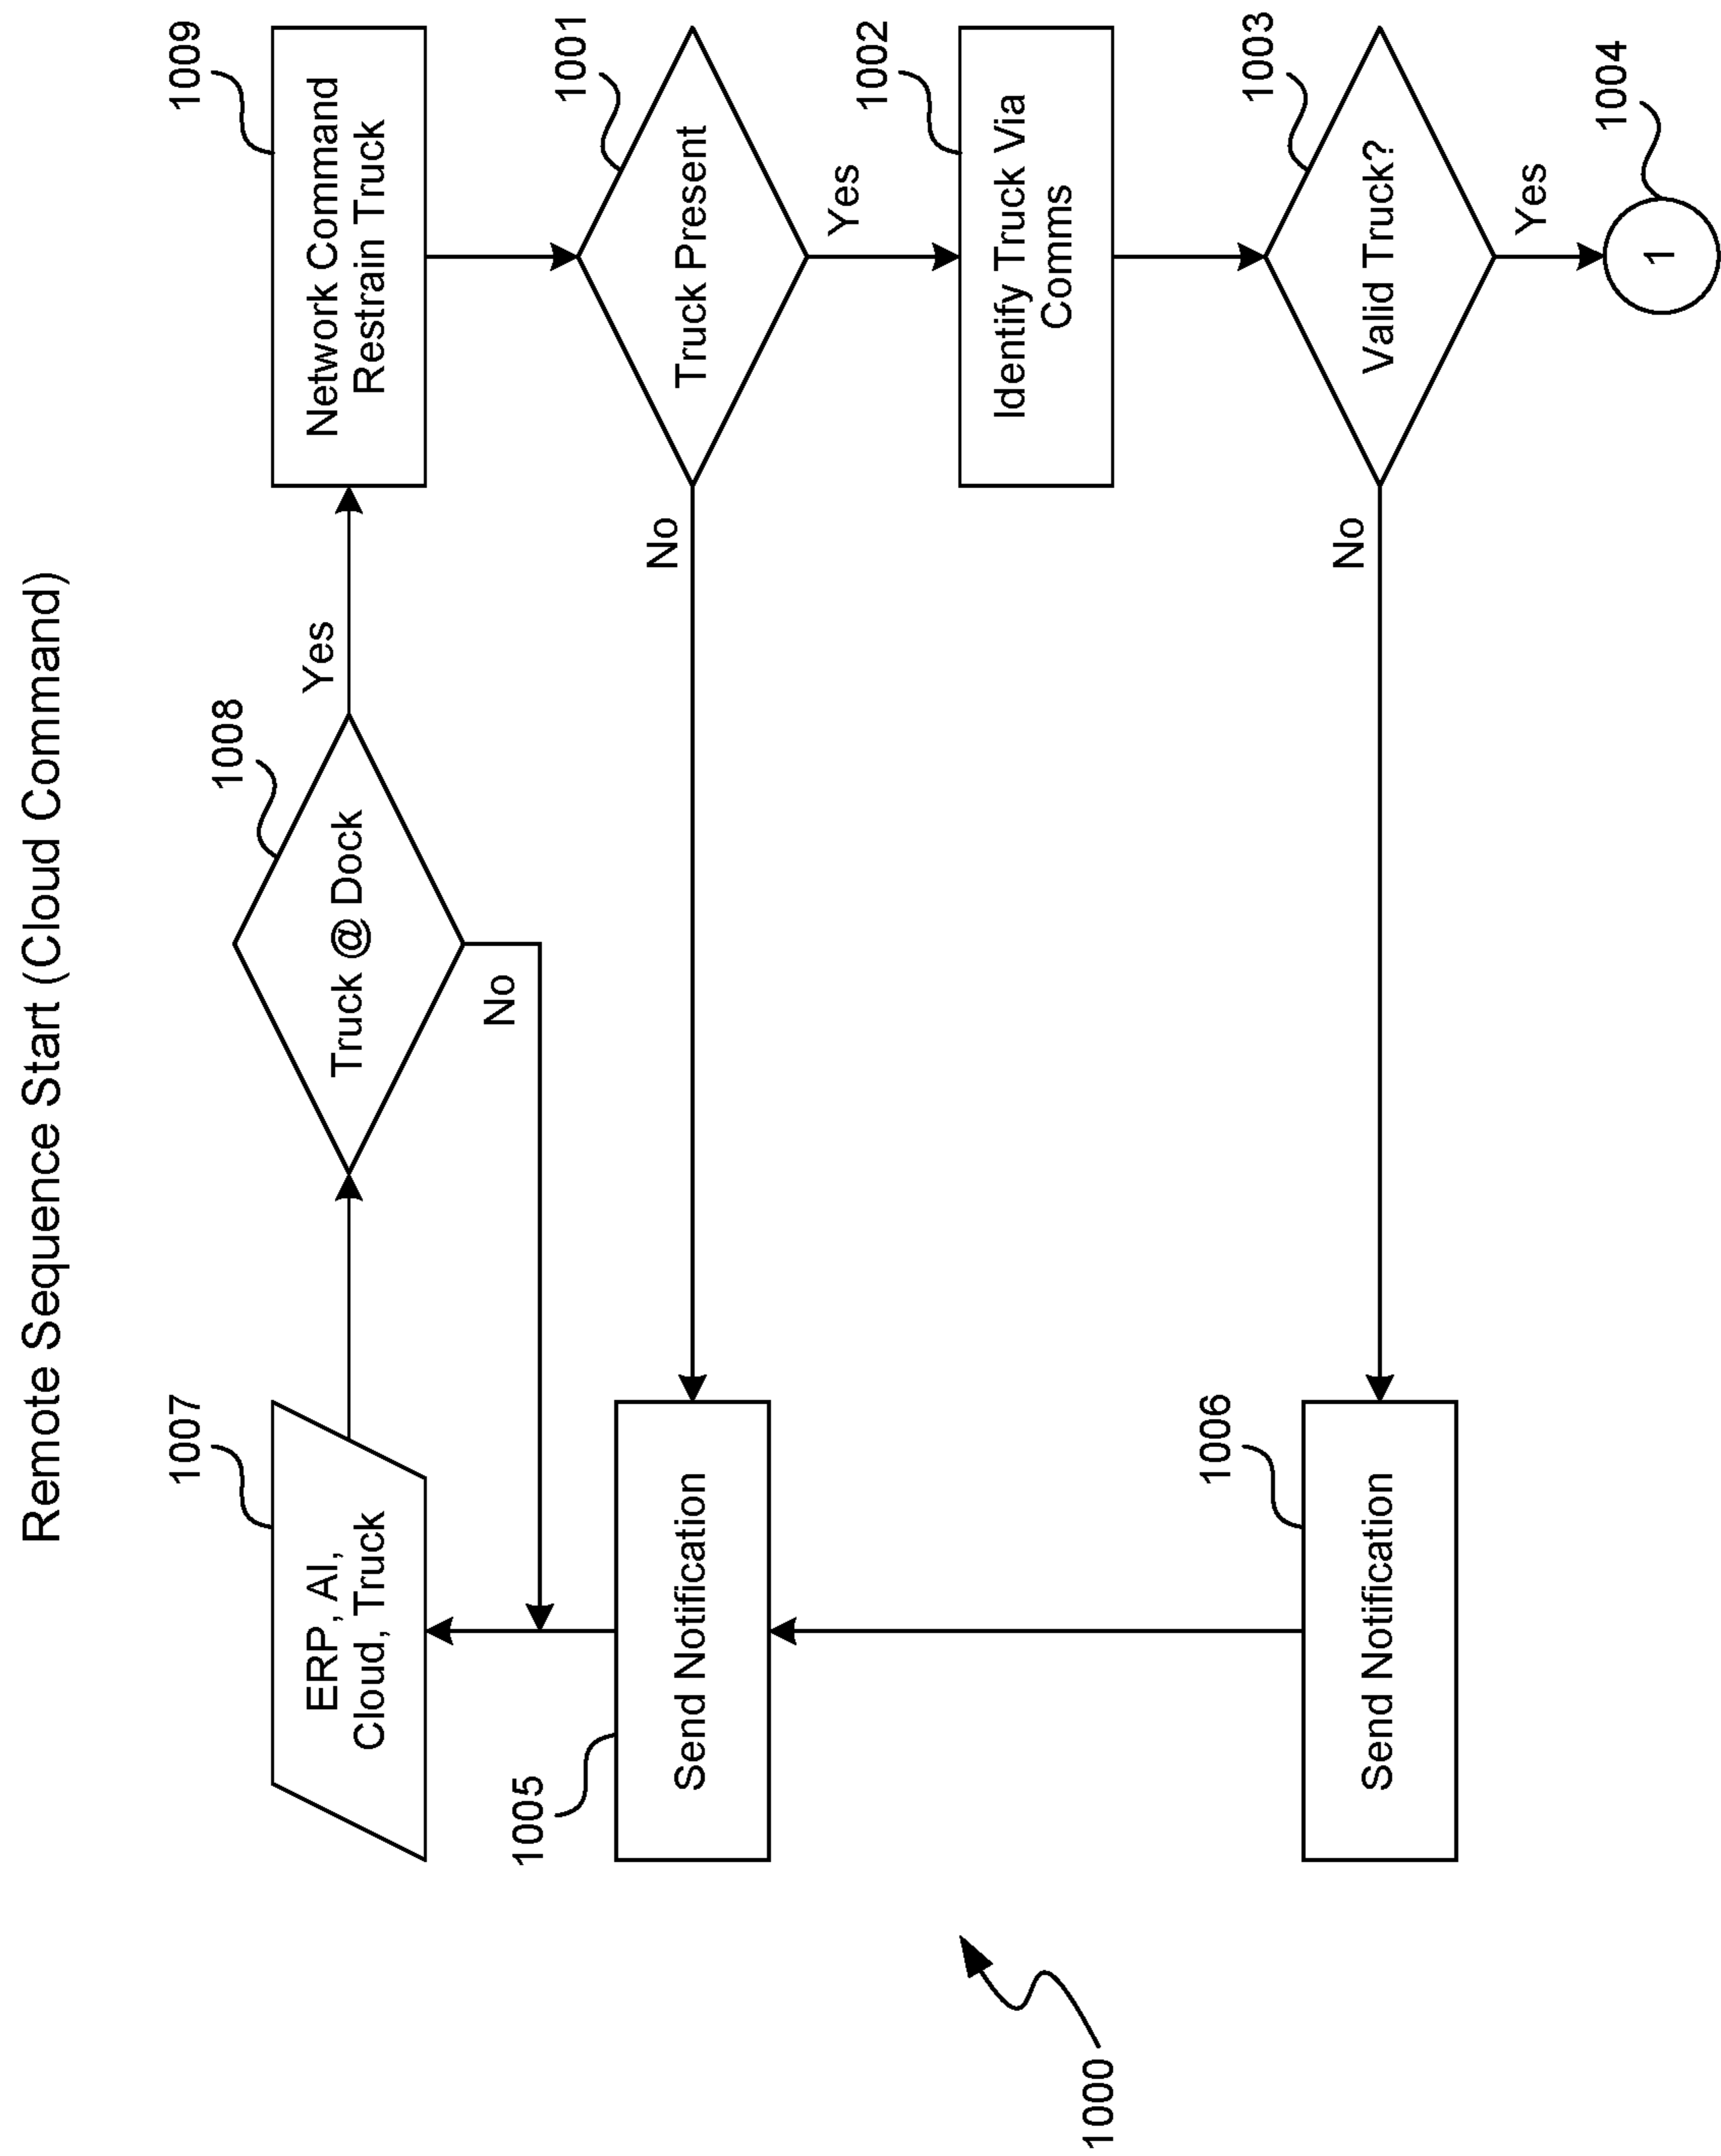 Remote Sequence Start (Cloud Command)
1007
ERP, AI,
Cloud, Truck
1008
Truck @ Dock
Yes
No
1009
Network Command
Restrain Truck
1001
Truck Present
No
Yes
1005
Send Notification
1002
Identify Truck Via
Comms
1003
Valid Truck?
No
Yes
1006
Send Notification
1004
1
1000